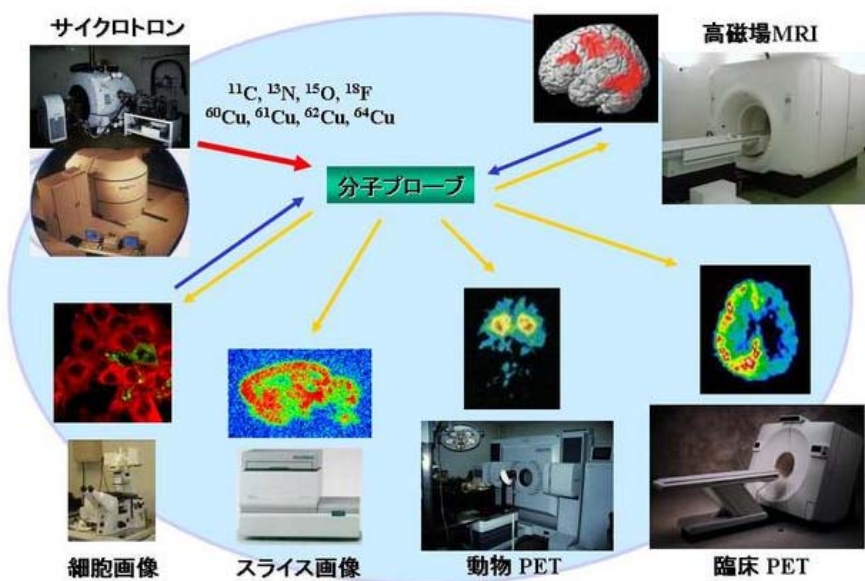 サイクロトロン
高磁場MRI
¹¹C, ¹³N, ¹⁵O, ¹⁸F
⁶⁰Cu, ⁶¹Cu, ⁶²Cu, ⁶⁴Cu
分子プローブ
細胞画像
スライス画像
動物 PET
臨床 PET